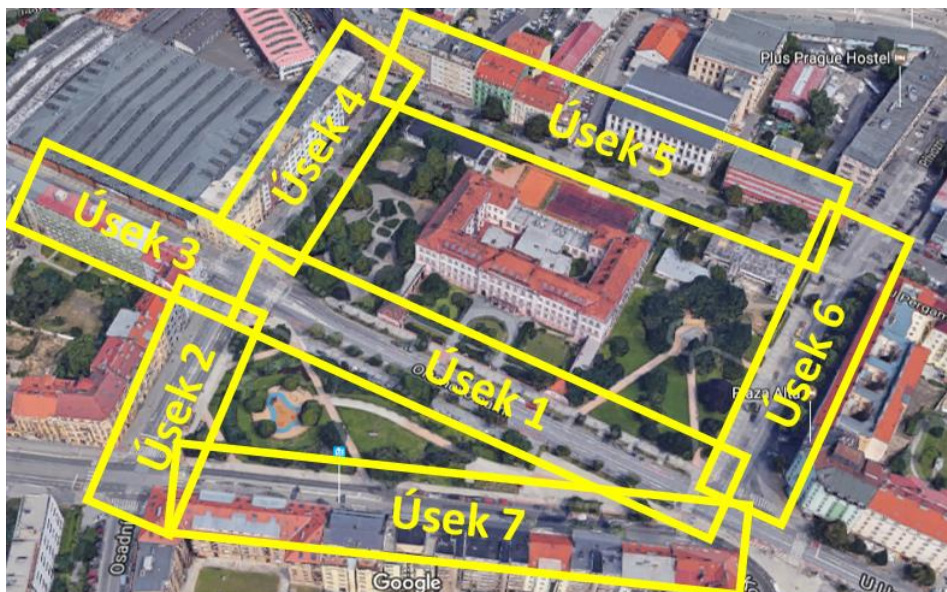 Plus Prague Hostel
Úsek 5
Úsek 4
Úsek 3
Úsek 6
Úsek 1
Plaza Alta
Úsek 2
Úsek 7
Osadn
Google